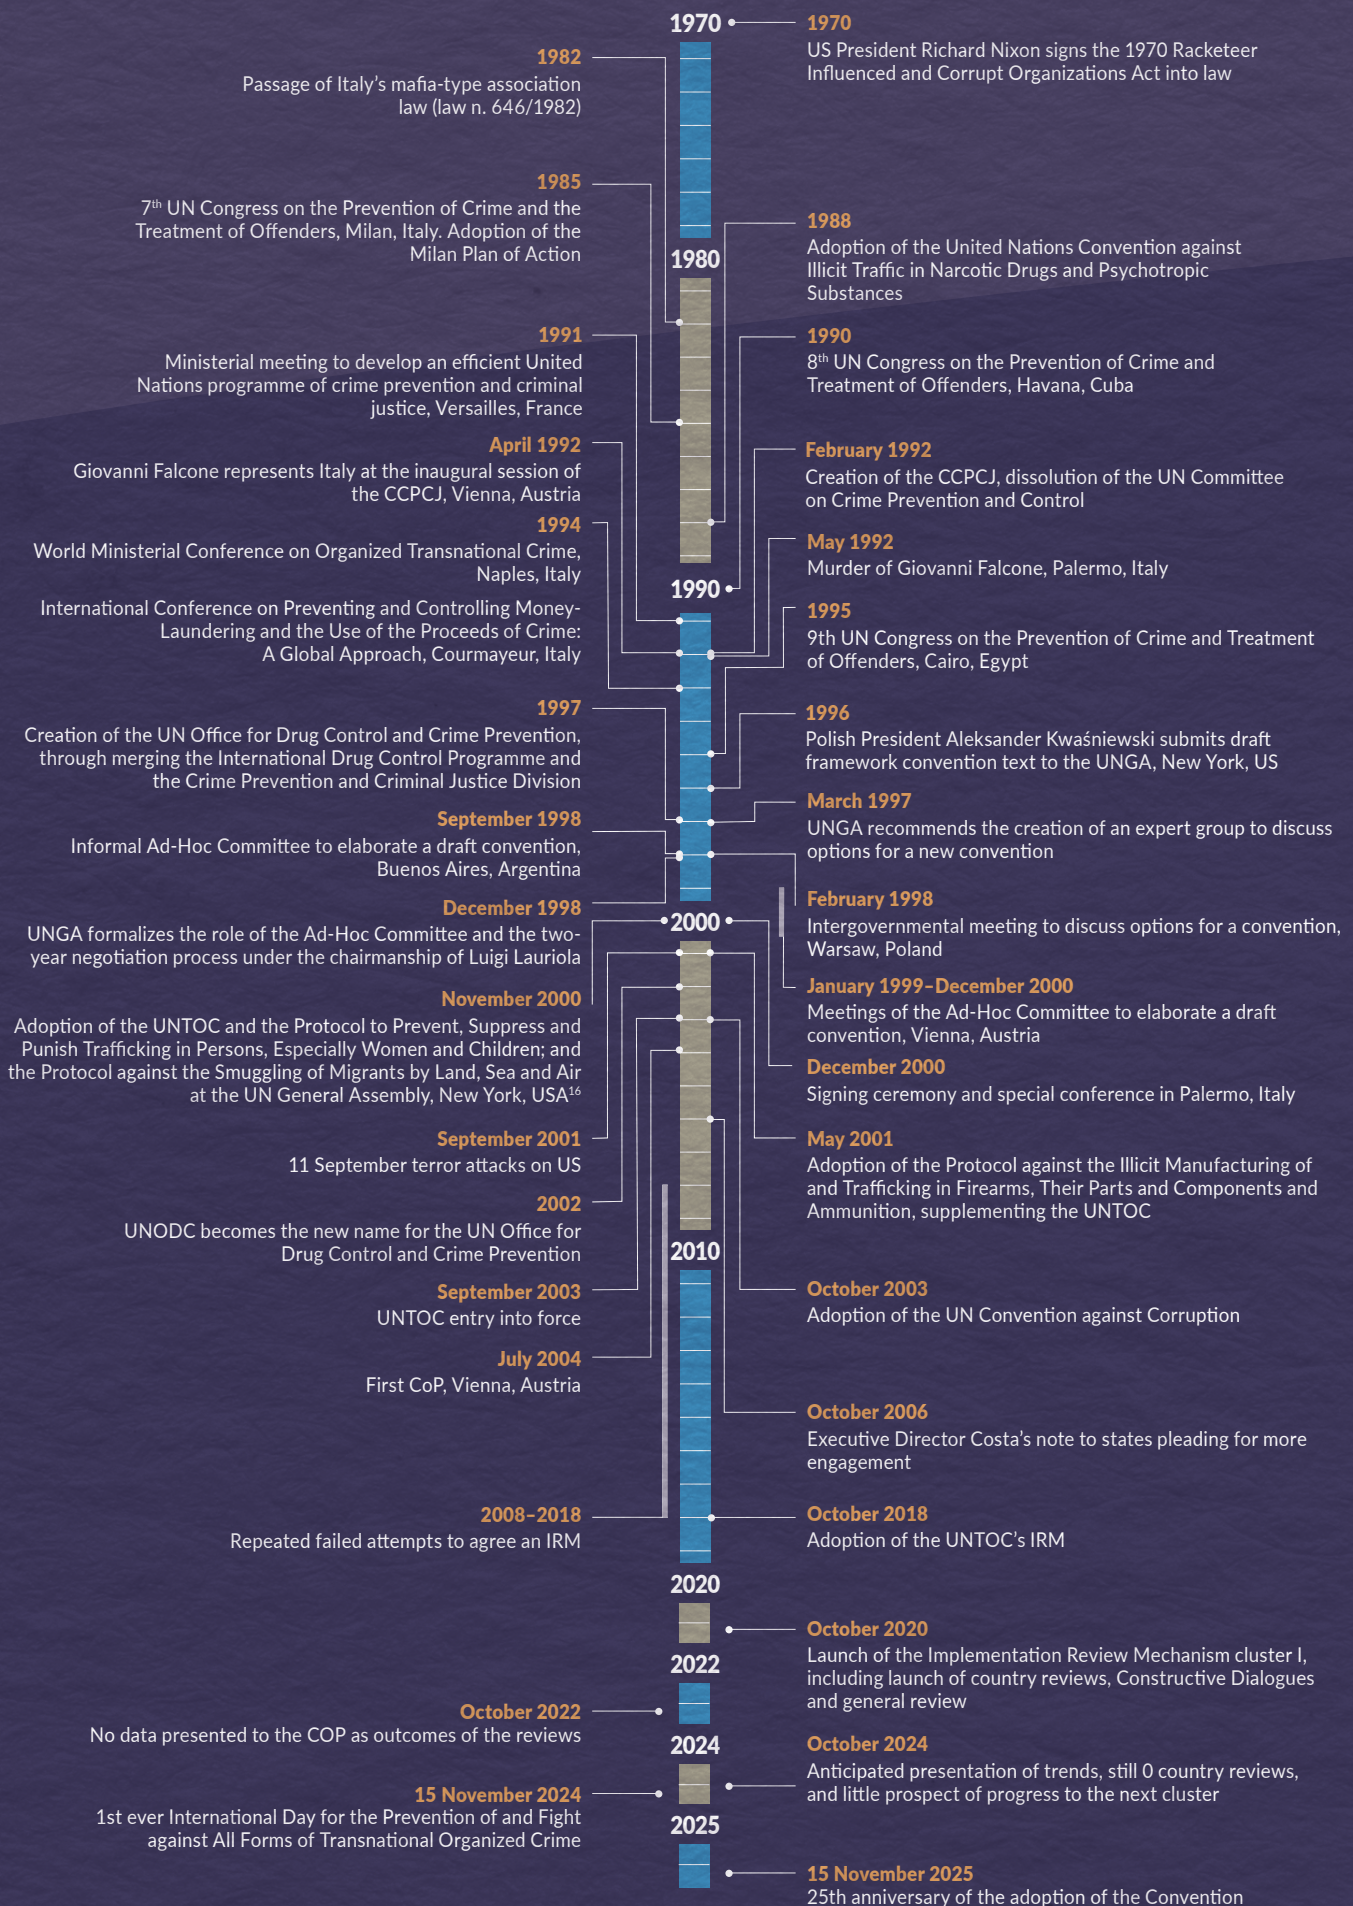 1970
1970
US President Richard Nixon signs the 1970 Racketeer
Influenced and Corrupt Organizations Act into law
1982
Passage of Italy's mafia-type association
law (law n. 646/1982)
1985
7th UN Congress on the Prevention of Crime and the
Treatment of Offenders, Milan, Italy. Adoption of the
Milan Plan of Action
1988
Adoption of the United Nations Convention against
Illicit Traffic in Narcotic Drugs and Psychotropic
Substances
1980
1991
Ministerial meeting to develop an efficient United
Nations programme of crime prevention and criminal
justice, Versailles, France
1990
8th UN Congress on the Prevention of Crime and
Treatment of Offenders, Havana, Cuba
April 1992
Giovanni Falcone represents Italy at the inaugural session of
the CCPCJ, Vienna, Austria
February 1992
Creation of the CCPCJ, dissolution of the UN Committee
on Crime Prevention and Control
1994
World Ministerial Conference on Organized Transnational Crime,
Naples, Italy
International Conference on Preventing and Controlling Money-
Laundering and the Use of the Proceeds of Crime:
A Global Approach, Courmayeur, Italy
May 1992
Murder of Giovanni Falcone, Palermo, Italy
1990
1995
9th UN Congress on the Prevention of Crime and Treatment
of Offenders, Cairo, Egypt
1997
Creation of the UN Office for Drug Control and Crime Prevention,
through merging the International Drug Control Programme and
the Crime Prevention and Criminal Justice Division
1996
Polish President Aleksander Kwaśniewski submits draft
framework convention text to the UNGA, New York, US
September 1998
Informal Ad-Hoc Committee to elaborate a draft convention,
Buenos Aires, Argentina
March 1997
UNGA recommends the creation of an expert group to discuss
options for a new convention
December 1998
UNGA formalizes the role of the Ad-Hoc Committee and the two-
year negotiation process under the chairmanship of Luigi Lauriola
2000
February 1998
Intergovernmental meeting to discuss options for a convention,
Warsaw, Poland
November 2000
Adoption of the UNTOC and the Protocol to Prevent, Suppress and
Punish Trafficking in Persons, Especially Women and Children; and
the Protocol against the Smuggling of Migrants by Land, Sea and Air
at the UN General Assembly, New York, USA16
January 1999–December 2000
Meetings of the Ad-Hoc Committee to elaborate a draft
convention, Vienna, Austria
December 2000
Signing ceremony and special conference in Palermo, Italy
September 2001
11 September terror attacks on US
May 2001
Adoption of the Protocol against the Illicit Manufacturing of
and Trafficking in Firearms, Their Parts and Components and
Ammunition, supplementing the UNTOC
2002
UNODC becomes the new name for the UN Office for
Drug Control and Crime Prevention
2010
September 2003
UNTOC entry into force
October 2003
Adoption of the UN Convention against Corruption
July 2004
First CoP, Vienna, Austria
October 2006
Executive Director Costa's note to states pleading for more
engagement
2008–2018
Repeated failed attempts to agree an IRM
October 2018
Adoption of the UNTOC's IRM
2020
October 2020
Launch of the Implementation Review Mechanism cluster I,
including launch of country reviews, Constructive Dialogues
and general review
2022
October 2022
No data presented to the COP as outcomes of the reviews
2024
October 2024
Anticipated presentation of trends, still 0 country reviews,
and little prospect of progress to the next cluster
15 November 2024
1st ever International Day for the Prevention of and Fight
against All Forms of Transnational Organized Crime
2025
15 November 2025
25th anniversary of the adoption of the Convention